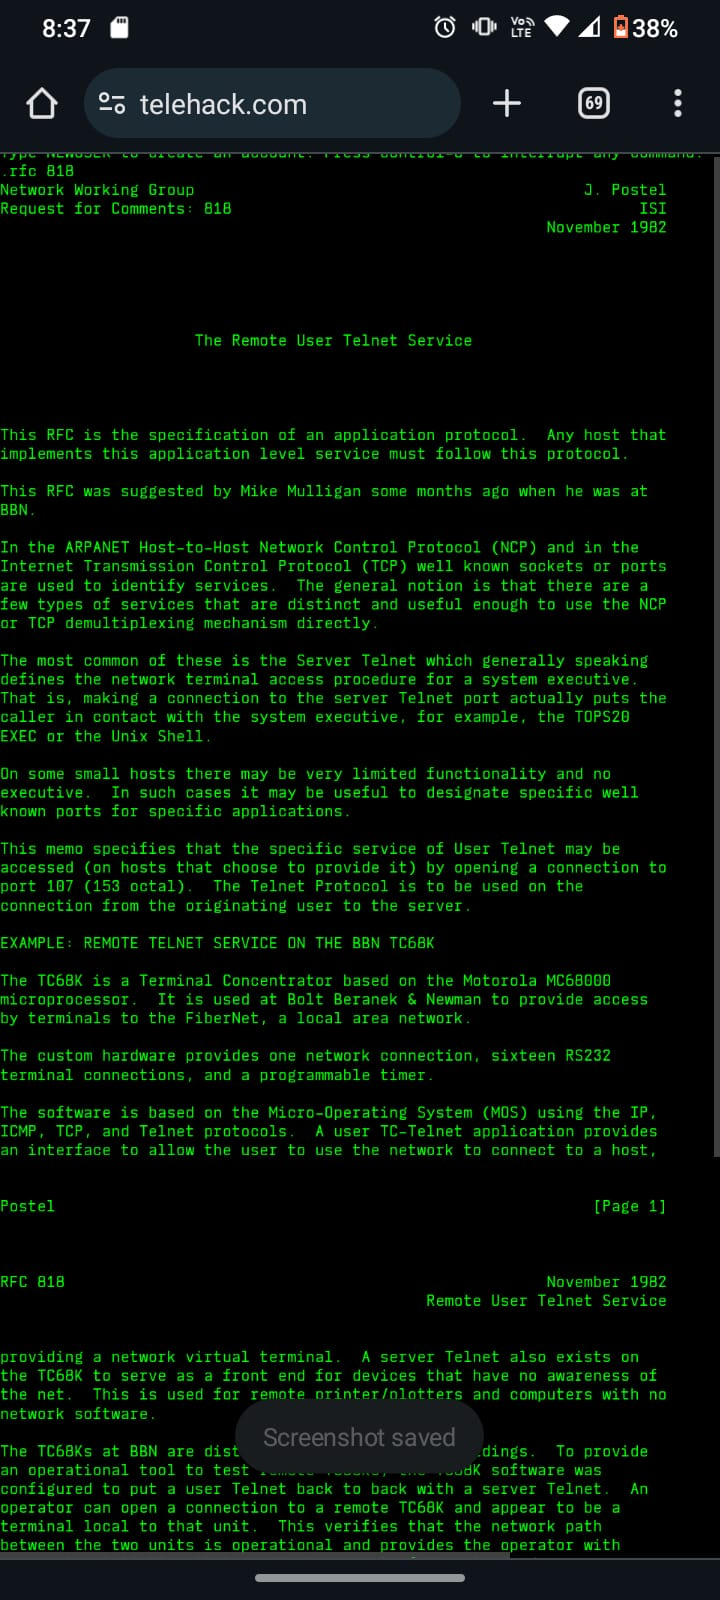 8:37
Vo LTE
38%
telehack.com
69
Type NEWUSER to create an account. Press control-C to interrupt any command.
.rfc 818
Network Working Group J. Postel
Request for Comments: 818 ISI
November 1982
The Remote User Telnet Service
This RFC is the specification of an application protocol. Any host that
implements this application level service must follow this protocol.
This RFC was suggested by Mike Mulligan some months ago when he was at
BBN.
In the ARPANET Host-to-Host Network Control Protocol (NCP) and in the
Internet Transmission Control Protocol (TCP) well known sockets or ports
are used to identify services. The general notion is that there are a
few types of services that are distinct and useful enough to use the NCP
or TCP demultiplexing mechanism directly.
The most common of these is the Server Telnet which generally speaking
defines the network terminal access procedure for a system executive.
That is, making a connection to the server Telnet port actually puts the
caller in contact with the system executive, for example, the TOPS20
EXEC or the Unix Shell.
On some small hosts there may be very limited functionality and no
executive. In such cases it may be useful to designate specific well
known ports for specific applications.
This memo specifies that the specific service of User Telnet may be
accessed (on hosts that choose to provide it) by opening a connection to
port 107 (153 octal). The Telnet Protocol is to be used on the
connection from the originating user to the server.
EXAMPLE: REMOTE TELNET SERVICE ON THE BBN TC68K
The TC68K is a Terminal Concentrator based on the Motorola MC68000
microprocessor. It is used at Bolt Beranek & Newman to provide access
by terminals to the FiberNet, a local area network.
The custom hardware provides one network connection, sixteen RS232
terminal connections, and a programmable timer.
The software is based on the Micro-Operating System (MOS) using the IP,
ICMP, TCP, and Telnet protocols. A user TC-Telnet application provides
an interface to allow the user to use the network to connect to a host,
Postel [Page 1]
RFC 818 November 1982
Remote User Telnet Service
providing a network virtual terminal. A server Telnet also exists on
the TC68K to serve as a front end for devices that have no awareness of
the net. This is used for remote printer/plotters and computers with no
network software.
Screenshot saved
The TC68Ks at BBN are dist dings. To provide
an operational tool to test software was
configured to put a user Telnet back to back with a server Telnet. An
operator can open a connection to a remote TC68K and appear to be a
terminal local to that unit. This verifies that the network path
between the two units is operational and provides the operator with